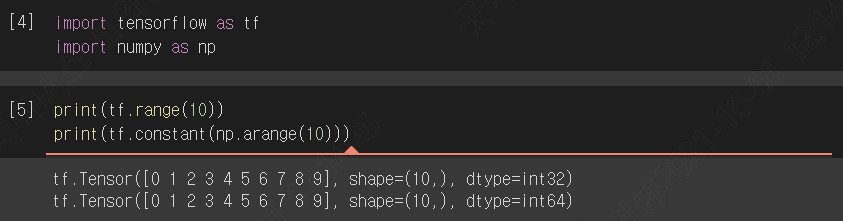 [4] import tensorflow as tf
import numpy as np
[5] print(tf.range(10))
print(tf.constant(np.arange(10)))
tf.Tensor([0 1 2 3 4 5 6 7 8 9], shape=(10,), dtype=int32)
tf.Tensor([0 1 2 3 4 5 6 7 8 9], shape=(10,), dtype=int64)